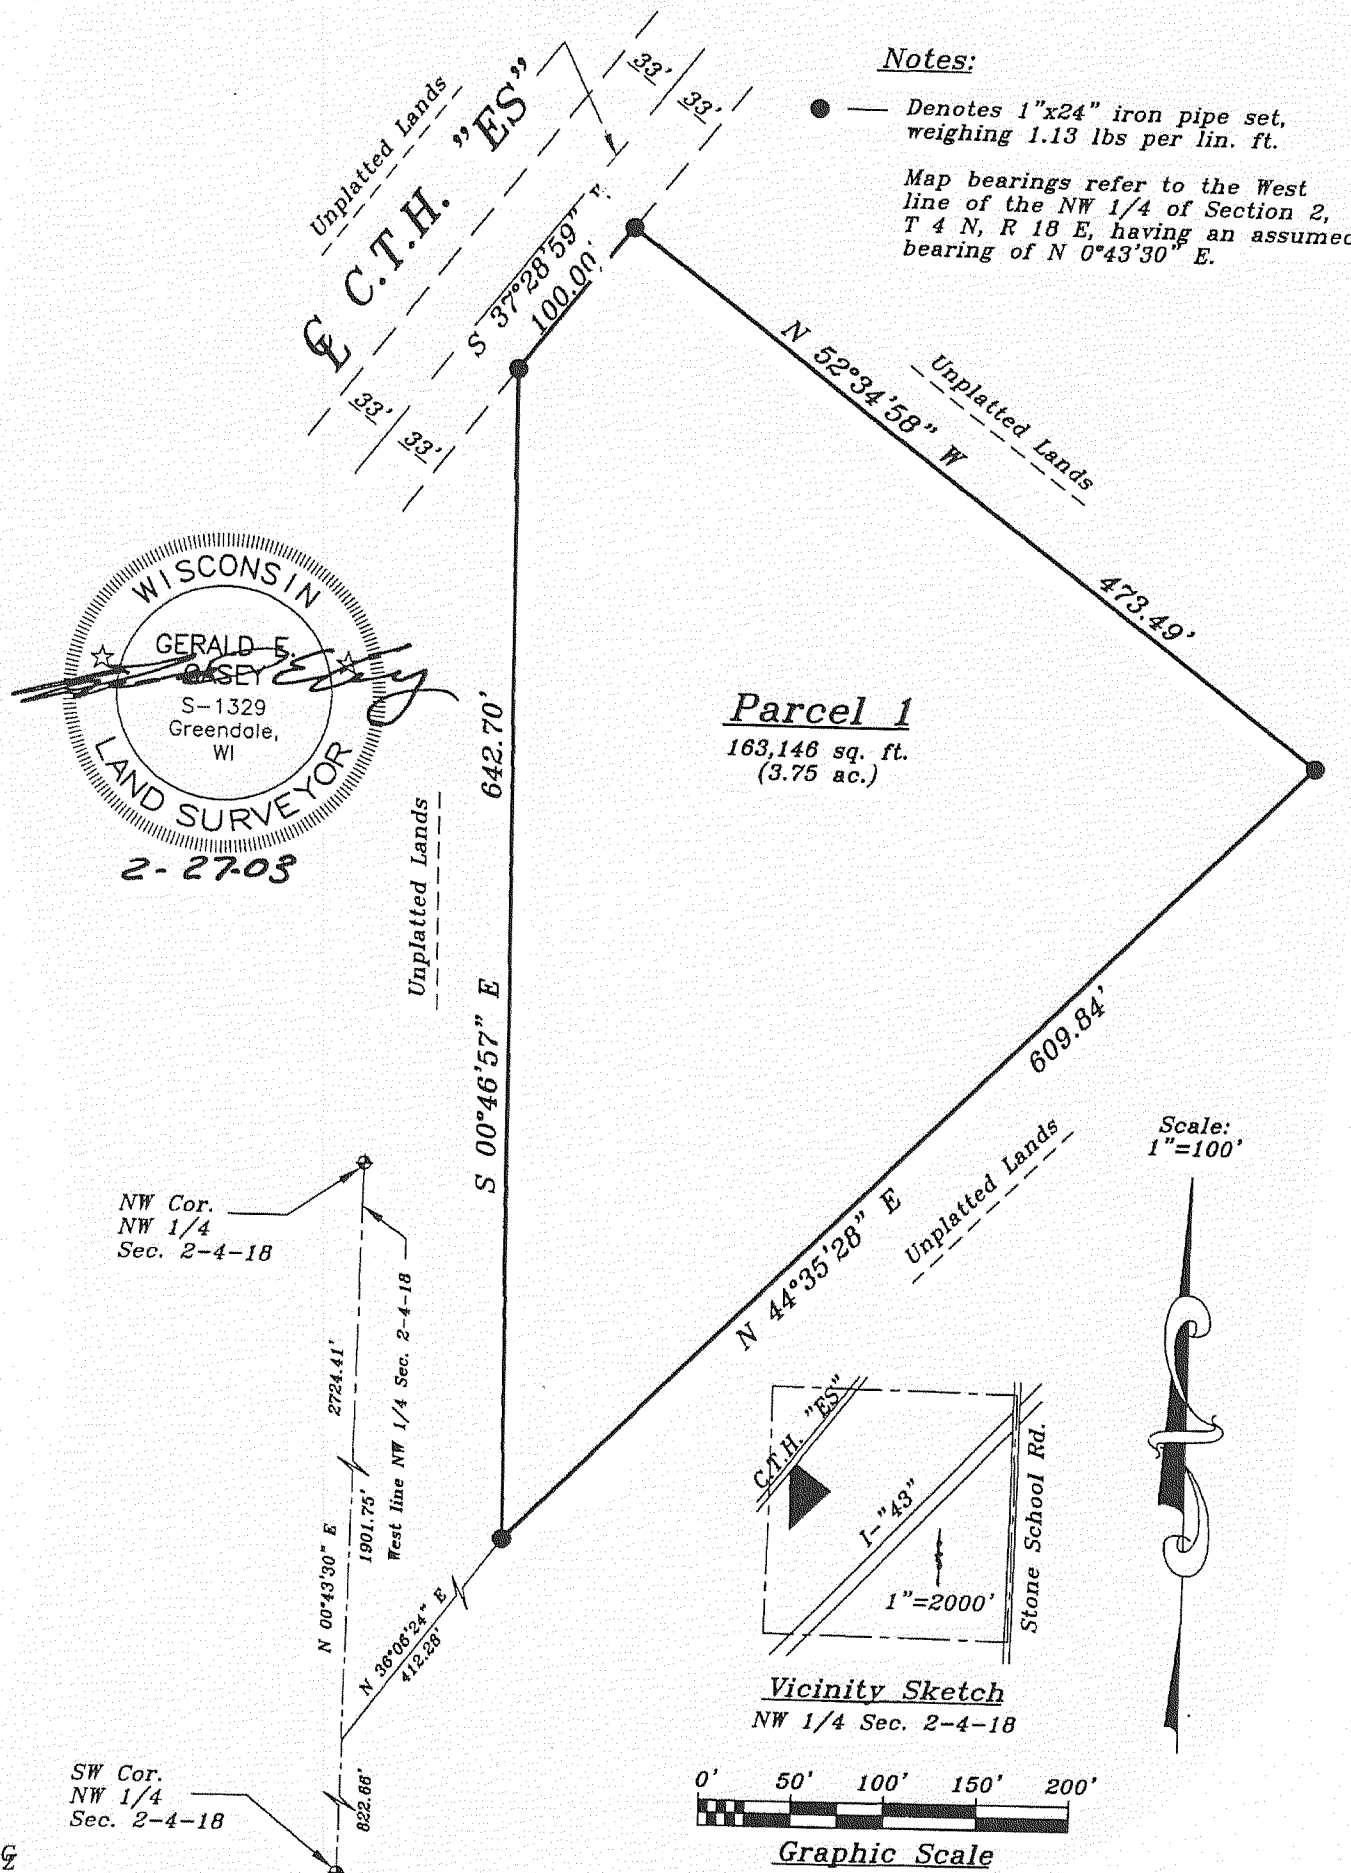 Notes:
Denotes 1"x24" iron pipe set,
weighing 1.13 lbs per lin. ft.
Map bearings refer to the West
line of the NW 1/4 of Section 2,
T 4 N, R 18 E, having an assumed
bearing of N 0°43'30" E.
Unplatted Lands
℄ C.T.H. "ES"
33'
33'
S 37°28'59"
100.00'
33'
33'
N 52°34'58" W
473.49'
Unplatted Lands
WISCONSIN
GERALD E.
CASEY
S-1329
Greendale,
WI
LAND SURVEYOR
2-27-03
Parcel 1
163,146 sq. ft.
(3.75 ac.)
642.70'
S 00°46'57" E
Unplatted Lands
609.84'
N 44°35'28" E
Unplatted Lands
Scale:
1"=100'
NW Cor.
NW 1/4
Sec. 2-4-18
2724.41'
N 00°43'30" E
1901.75'
West line NW 1/4 Sec. 2-4-18
N 36°06'24" E
412.28'
822.66'
SW Cor.
NW 1/4
Sec. 2-4-18
C.T.H. "ES"
I-"43"
Stone School Rd.
1"=2000'
Vicinity Sketch
NW 1/4 Sec. 2-4-18
0' 50' 100' 150' 200'
Graphic Scale